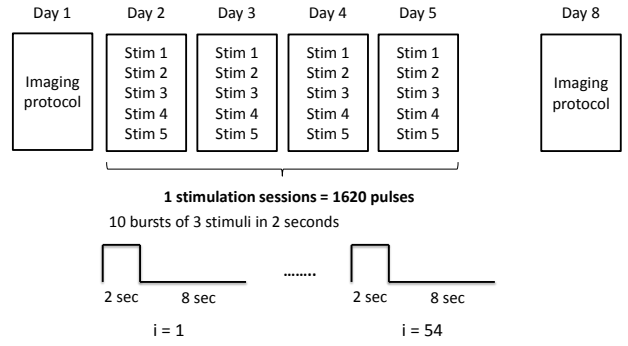 Day 1 Day 2 Day 3 Day 4 Day 5 Day 8
Imaging protocol
Stim 1
Stim 2
Stim 3
Stim 4
Stim 5
Stim 1
Stim 2
Stim 3
Stim 4
Stim 5
Stim 1
Stim 2
Stim 3
Stim 4
Stim 5
Stim 1
Stim 2
Stim 3
Stim 4
Stim 5
Imaging protocol
1 stimulation sessions = 1620 pulses
10 bursts of 3 stimuli in 2 seconds
........
2 sec 8 sec 2 sec 8 sec
i = 1 i = 54